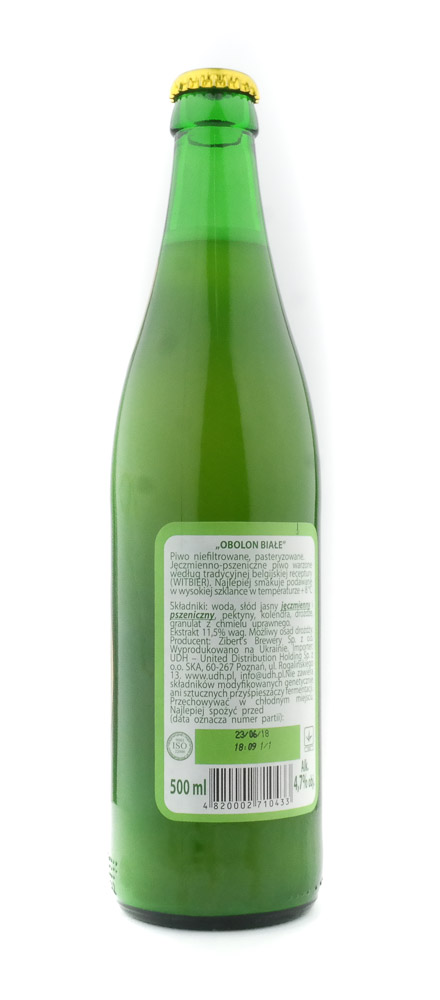 „OBOLON BIAŁE”
Piwo niefiltrowane, pasteryzowane.
Jęczmienno-pszeniczne piwo warzone
według tradycyjnej belgijskiej receptury
(WITBIER). Najlepiej smakuje podawane
w wysokiej szklance w temperaturze +8°C.
Składniki: woda, słód jasny jęczmienno
pszeniczny, pektyny, kolendra, drożdże,
granulat z chmielu uprawnego.
Ekstrakt 11,5% wag. Możliwy osad drożdży.
Producent: Zibert's Brewery Sp. z o.o.
Wyprodukowano na Ukrainie. Importer:
UDH – United Distribution Holding Sp. z
o.o. SKA, 60-267 Poznań, ul. Rogalińskiego
13. www.udh.pl, info@udh.pl.Nie zawiera
składników modyfikowanych genetycznie
ani sztucznych przyśpieszaczy fermentacji.
Przechowywać w chłodnym miejscu.
Najlepiej spożyć przed
(data oznacza numer partii):
23/06/18
18:09 1/1
ISO
500 ml
Alk.
4,7% obj.
4 820002 710433